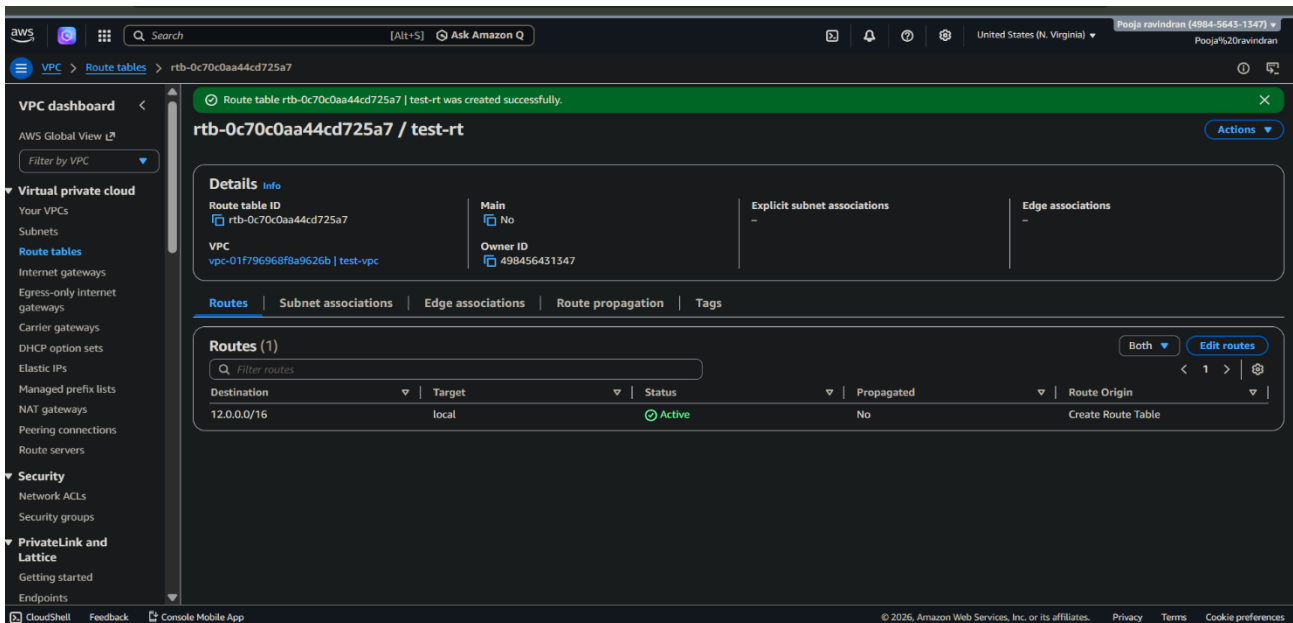 aws
Search [Alt+S] Ask Amazon Q
United States (N. Virginia)
Pooja ravindran (4984-5643-1347)
Pooja%20ravindran
VPC > Route tables > rtb-0c70c0aa44cd725a7
VPC dashboard
AWS Global View
Filter by VPC
Virtual private cloud
Your VPCs
Subnets
Route tables
Internet gateways
Egress-only internet
gateways
Carrier gateways
DHCP option sets
Elastic IPs
Managed prefix lists
NAT gateways
Peering connections
Route servers
Security
Network ACLs
Security groups
PrivateLink and
Lattice
Getting started
Endpoints
Route table rtb-0c70c0aa44cd725a7 | test-rt was created successfully.
rtb-0c70c0aa44cd725a7 / test-rt
Actions
Details Info
Route table ID
rtb-0c70c0aa44cd725a7
Main
No
Explicit subnet associations
–
Edge associations
–
VPC
vpc-01f796968f8a9626b | test-vpc
Owner ID
498456431347
Routes | Subnet associations | Edge associations | Route propagation | Tags
Routes (1)
Both
Edit routes
Filter routes
1
Destination | Target | Status | Propagated | Route Origin
12.0.0.0/16 local Active No Create Route Table
CloudShell Feedback Console Mobile App
© 2026, Amazon Web Services, Inc. or its affiliates. Privacy Terms Cookie preferences